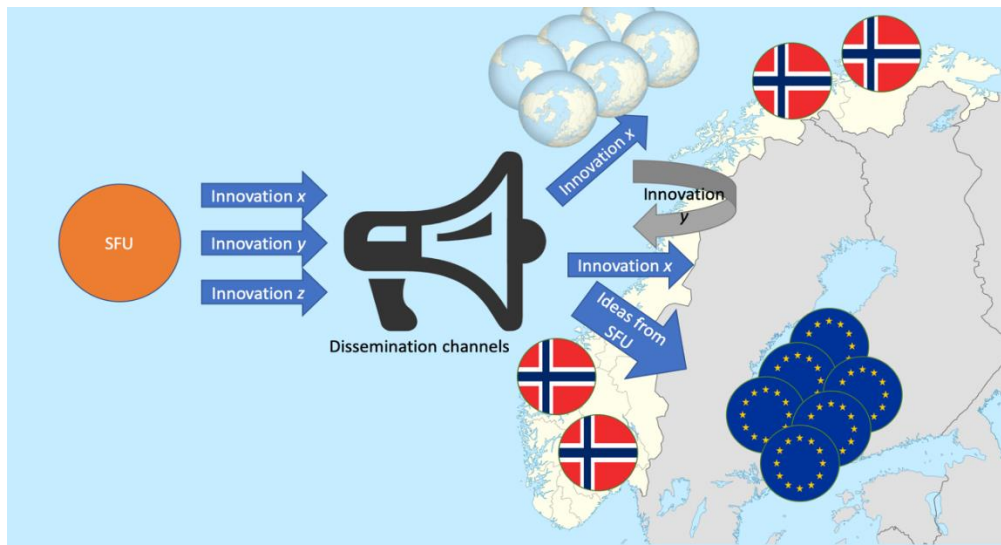 SFU
Innovation x
Innovation y
Innovation z
Dissemination channels
Innovation x
Innovation
y
Innovation x
Ideas from
SFU